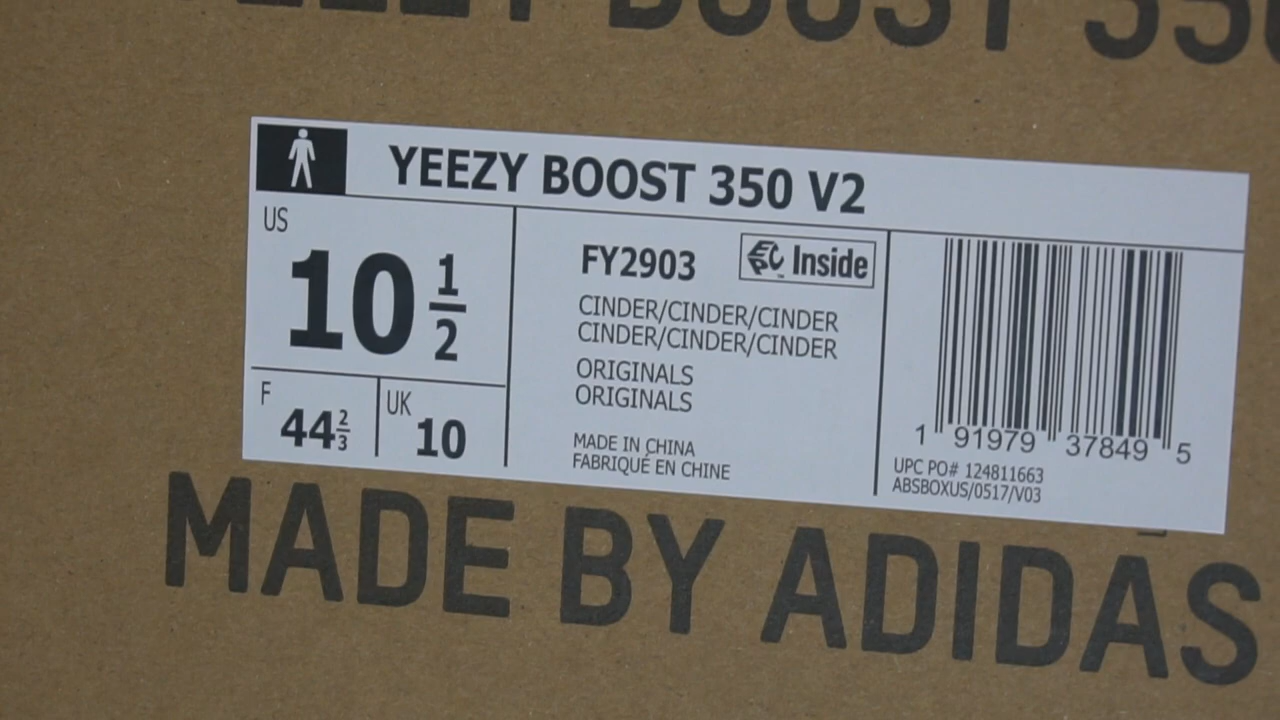 YEEZY BOOST 350
YEEZY BOOST 350 V2
US
10 1/2
F
44 2/3
UK
10
FY2903
EPC Inside
CINDER/CINDER/CINDER
CINDER/CINDER/CINDER
ORIGINALS
ORIGINALS
MADE IN CHINA
FABRIQUÉ EN CHINE
1 91979 37849 5
UPC PO# 124811663
ABSBOXUS/0517/V03
MADE BY ADIDAS